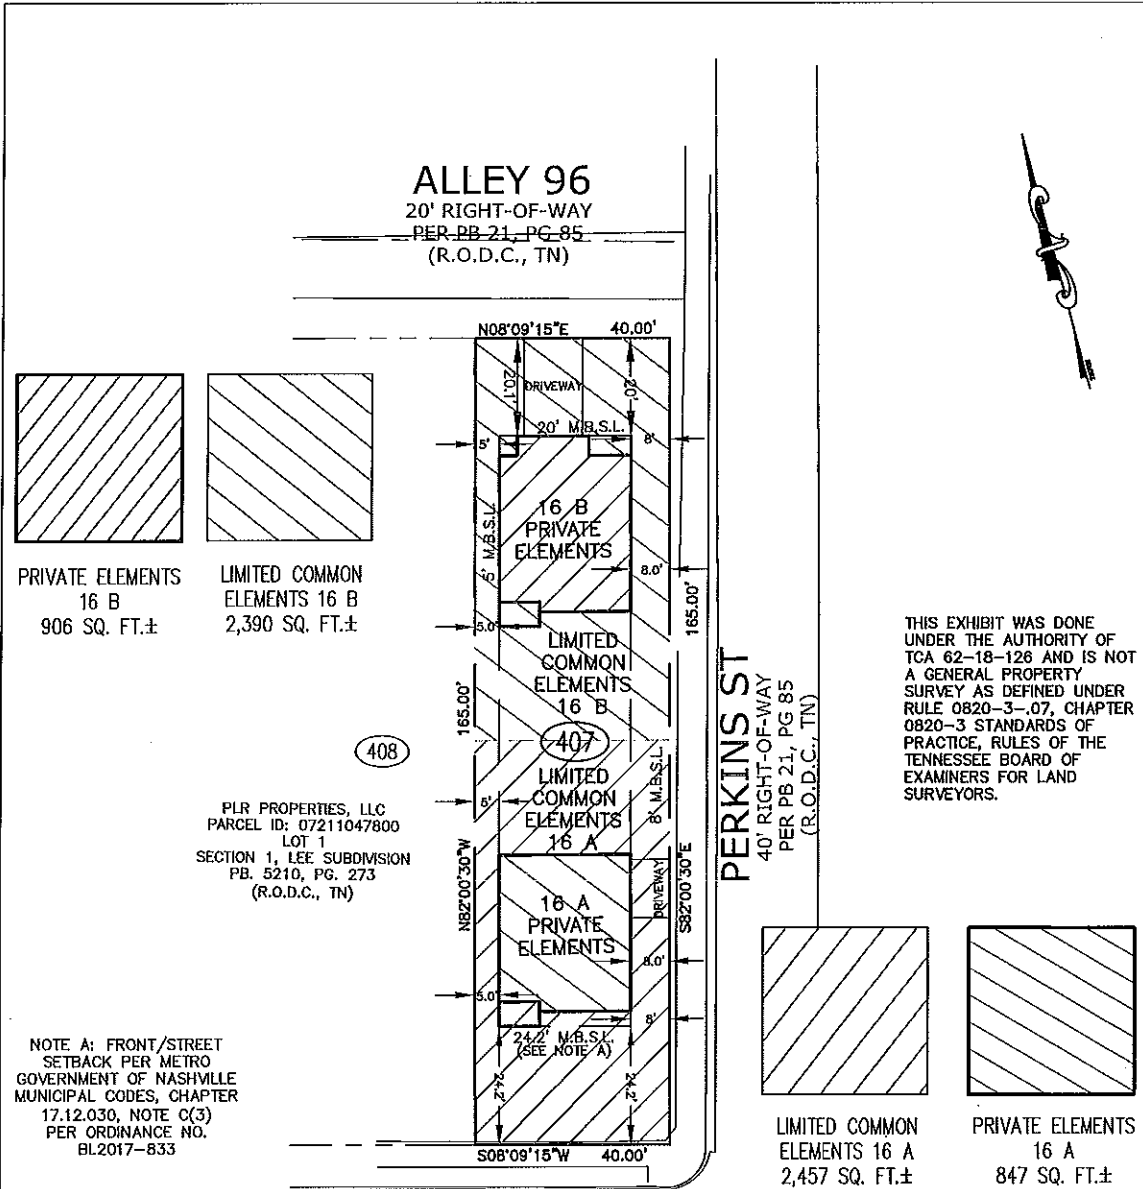 ALLEY 96
20' RIGHT-OF-WAY
PER PB 21, PG 85
(R.O.D.C., TN)
N08°09'15"E 40.00'
20.1'
DRIVEWAY
20'
20' M.B.S.L.
5'
8'
16 B
PRIVATE
ELEMENTS
5' M.B.S.L.
8.0'
5.0'
165.00'
PRIVATE ELEMENTS
16 B
906 SQ. FT.±
LIMITED COMMON
ELEMENTS 16 B
2,390 SQ. FT.±
LIMITED
COMMON
ELEMENTS
16 B
165.00'
407
408
LIMITED
COMMON
ELEMENTS
16 A
5'
8' M.B.S.L.
PERKINS ST
40' RIGHT-OF-WAY
PER PB 21, PG 85
(R.O.D.C., TN)
THIS EXHIBIT WAS DONE
UNDER THE AUTHORITY OF
TCA 62-18-126 AND IS NOT
A GENERAL PROPERTY
SURVEY AS DEFINED UNDER
RULE 0820-3-.07, CHAPTER
0820-3 STANDARDS OF
PRACTICE, RULES OF THE
TENNESSEE BOARD OF
EXAMINERS FOR LAND
SURVEYORS.
PLR PROPERTIES, LLC
PARCEL ID: 07211047800
LOT 1
SECTION 1, LEE SUBDIVISION
PB. 5210, PG. 273
(R.O.D.C., TN)
N82°00'30"W
S82°00'30"E
DRIVEWAY
16 A
PRIVATE
ELEMENTS
8.0'
5.0'
8'
24.2' M.B.S.L.
(SEE NOTE A)
24.2'
24.2'
S08°09'15"W 40.00'
NOTE A: FRONT/STREET
SETBACK PER METRO
GOVERNMENT OF NASHVILLE
MUNICIPAL CODES, CHAPTER
17.12.030, NOTE C(3)
PER ORDINANCE NO.
BL2017-833
LIMITED COMMON
ELEMENTS 16 A
2,457 SQ. FT.±
PRIVATE ELEMENTS
16 A
847 SQ. FT.±